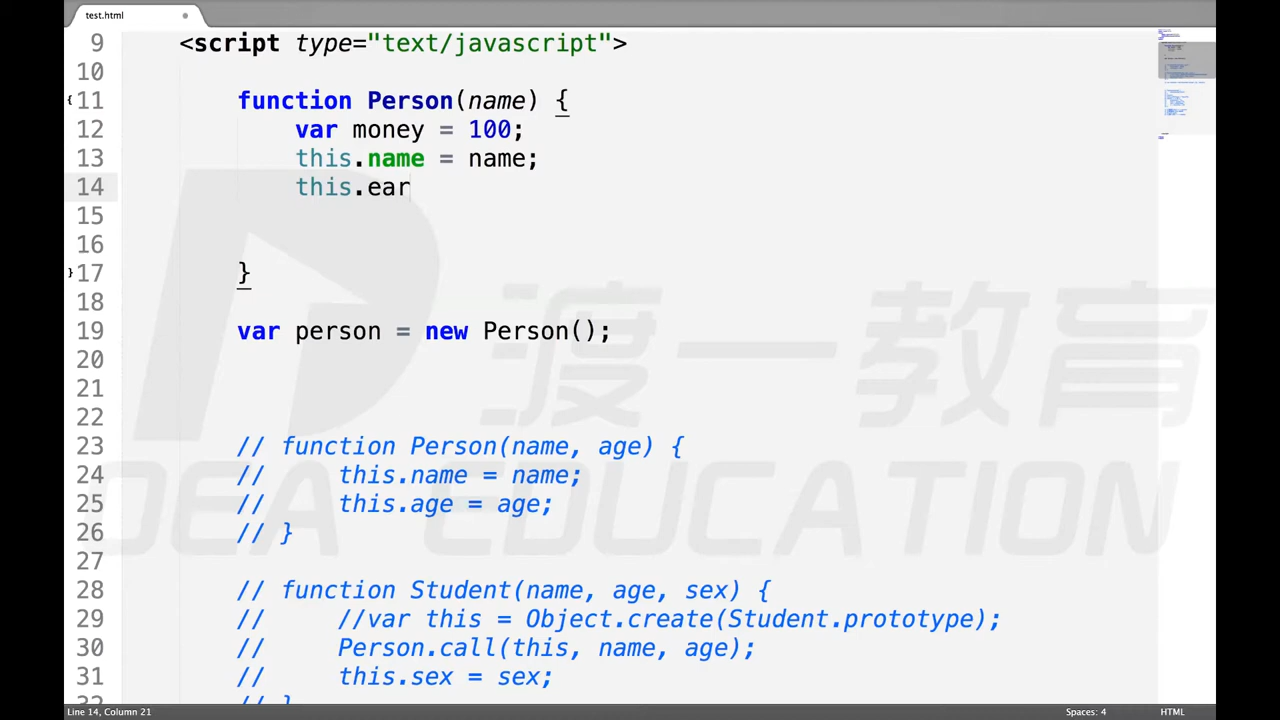 test.html
9 <script type="text/javascript">
10
11 function Person(name) {
12 var money = 100;
13 this.name = name;
14 this.ear
15
16
17 }
18
19 var person = new Person();
20
21
22
23 // function Person(name, age) {
24 // this.name = name;
25 // this.age = age;
26 // }
27
28 // function Student(name, age, sex) {
29 // //var this = Object.create(Student.prototype);
30 // Person.call(this, name, age);
31 // this.sex = sex;
32 // }
渡一教育
DEA EDUCATION
Line 14, Column 21
Spaces: 4
HTML